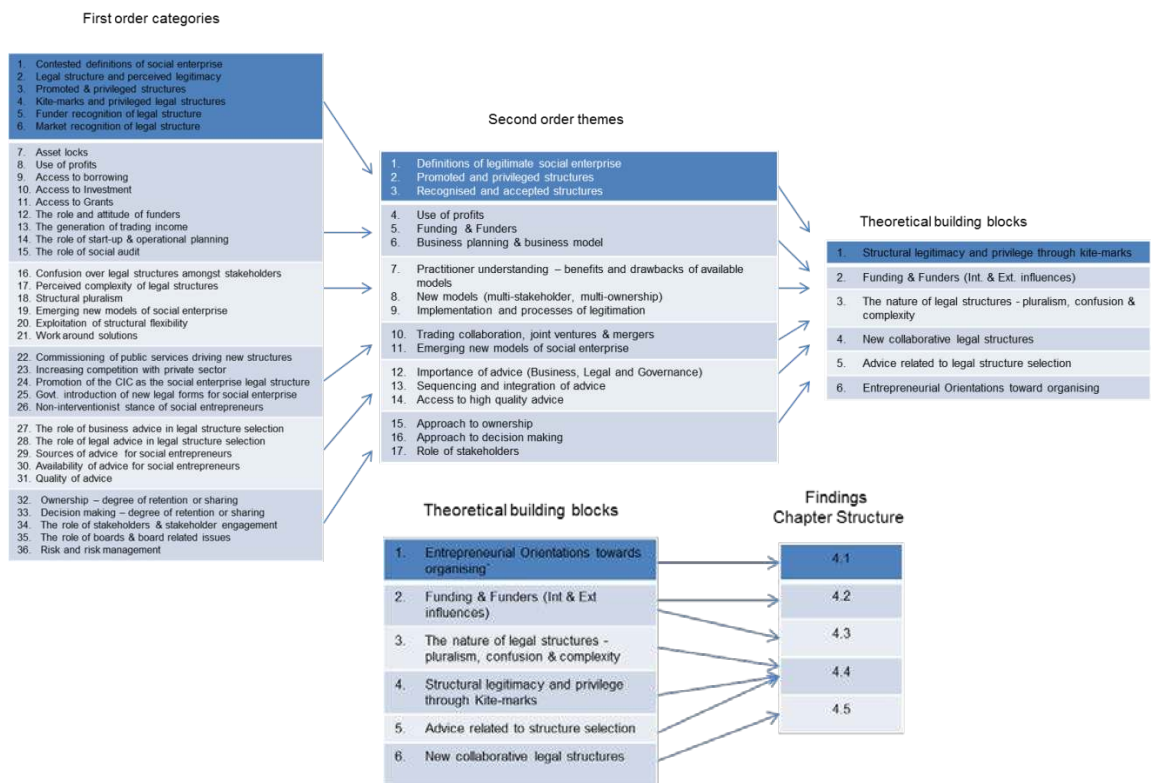 First order categories
1. Contested definitions of social enterprise
2. Legal structure and perceived legitimacy
3. Promoted & privileged structures
4. Kite-marks and privileged legal structures
5. Funder recognition of legal structure
6. Market recognition of legal structure
7. Asset locks
8. Use of profits
9. Access to borrowing
10. Access to Investment
11. Access to Grants
12. The role and attitude of funders
13. The generation of trading income
14. The role of start-up & operational planning
15. The role of social audit
16. Confusion over legal structures amongst stakeholders
17. Perceived complexity of legal structures
18. Structural pluralism
19. Emerging new models of social enterprise
20. Exploitation of structural flexibility
21. Work around solutions
22. Commissioning of public services driving new structures
23. Increasing competition with private sector
24. Promotion of the CIC as the social enterprise legal structure
25. Govt. introduction of new legal forms for social enterprise
26. Non-interventionist stance of social entrepreneurs
27. The role of business advice in legal structure selection
28. The role of legal advice in legal structure selection
29. Sources of advice for social entrepreneurs
30. Availability of advice for social entrepreneurs
31. Quality of advice
32. Ownership – degree of retention or sharing
33. Decision making – degree of retention or sharing
34. The role of stakeholders & stakeholder engagement
35. The role of boards & board related issues
36. Risk and risk management
Second order themes
1. Definitions of legitimate social enterprise
2. Promoted and privileged structures
3. Recognised and accepted structures
4. Use of profits
5. Funding & Funders
6. Business planning & business model
7. Practitioner understanding – benefits and drawbacks of available
models
8. New models (multi-stakeholder, multi-ownership)
9. Implementation and processes of legitimation
10. Trading collaboration, joint ventures & mergers
11. Emerging new models of social enterprise
12. Importance of advice (Business, Legal and Governance)
13. Sequencing and integration of advice
14. Access to high quality advice
15. Approach to ownership
16. Approach to decision making
17. Role of stakeholders
Theoretical building blocks
1. Structural legitimacy and privilege through kite-marks
2. Funding & Funders (Int. & Ext. influences)
3. The nature of legal structures - pluralism, confusion &
complexity
4. New collaborative legal structures
5. Advice related to legal structure selection
6. Entrepreneurial Orientations toward organising
Theoretical building blocks
1. Entrepreneurial Orientations towards
organising`
2. Funding & Funders (Int & Ext
influences)
3. The nature of legal structures -
pluralism, confusion & complexity
4. Structural legitimacy and privilege
through Kite-marks
5. Advice related to structure selection
6. New collaborative legal structures
Findings
Chapter Structure
4.1
4.2
4.3
4.4
4.5